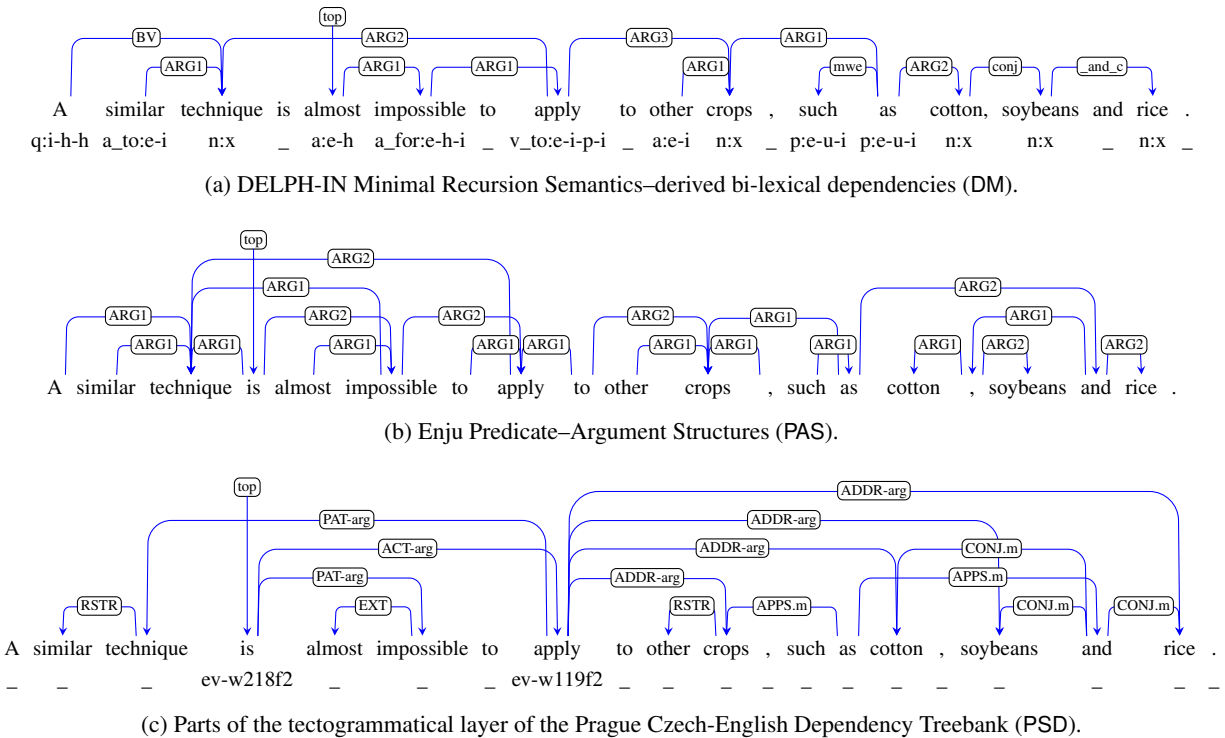 top
BV ARG2 ARG3 ARG1
ARG1 ARG1 ARG1 ARG1 mwe ARG2 conj _and_c
A similar technique is almost impossible to apply to other crops , such as cotton, soybeans and rice .
q:i-h-h a_to:e-i n:x _ a:e-h a_for:e-h-i _ v_to:e-i-p-i _ a:e-i n:x _ p:e-u-i p:e-u-i n:x n:x _ n:x _
(a) DELPH-IN Minimal Recursion Semantics–derived bi-lexical dependencies (DM).
top
ARG2
ARG1 ARG2
ARG1 ARG2 ARG2 ARG2 ARG1 ARG1
ARG1 ARG1 ARG1 ARG1 ARG1 ARG1 ARG1 ARG1 ARG1 ARG2 ARG2
A similar technique is almost impossible to apply to other crops , such as cotton , soybeans and rice .
(b) Enju Predicate–Argument Structures (PAS).
top ADDR-arg
PAT-arg ADDR-arg
ACT-arg ADDR-arg CONJ.m
PAT-arg ADDR-arg APPS.m
RSTR EXT RSTR APPS.m CONJ.m CONJ.m
A similar technique is almost impossible to apply to other crops , such as cotton , soybeans and rice .
_ _ _ ev-w218f2 _ _ _ ev-w119f2 _ _ _ _ _ _ _ _ _ _ _ _
(c) Parts of the tectogrammatical layer of the Prague Czech-English Dependency Treebank (PSD).